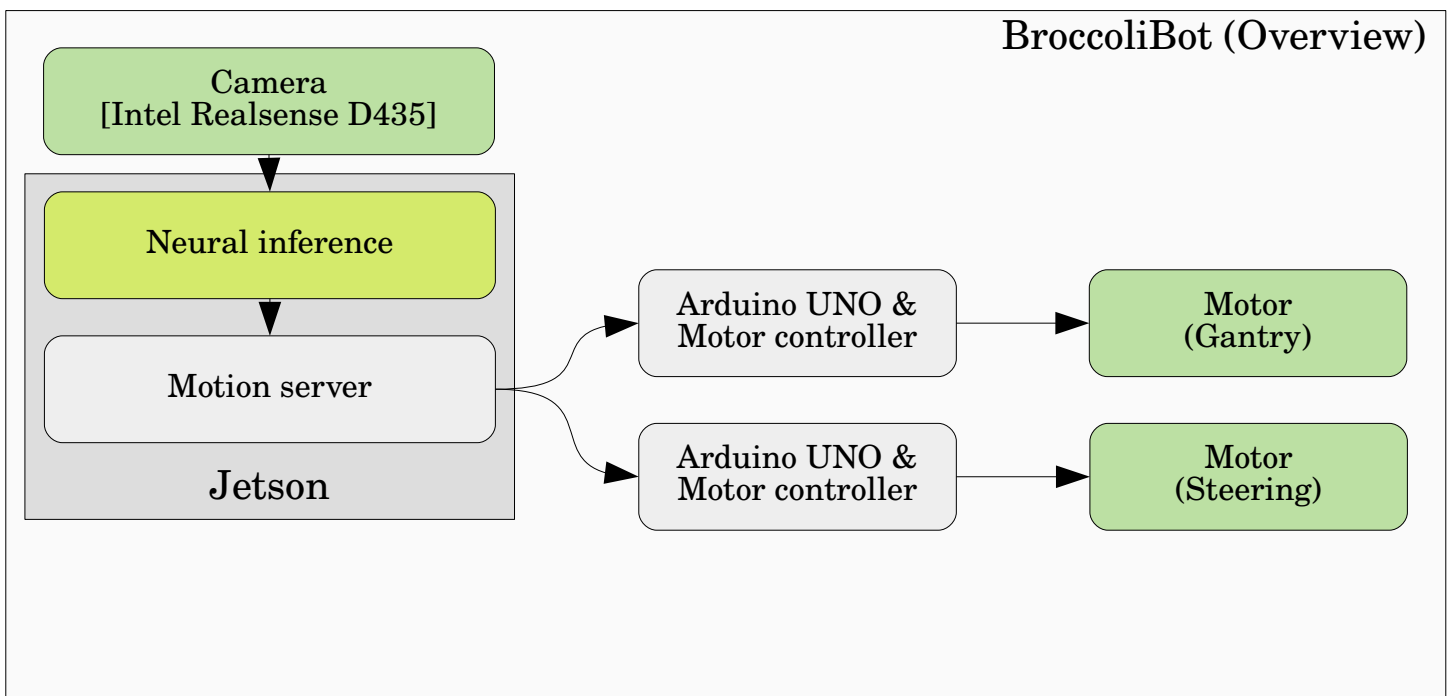 BroccoliBot (Overview)
Camera
[Intel Realsense D435]
Neural inference
Motion server
Jetson
Arduino UNO &
Motor controller
Motor
(Gantry)
Arduino UNO &
Motor controller
Motor
(Steering)